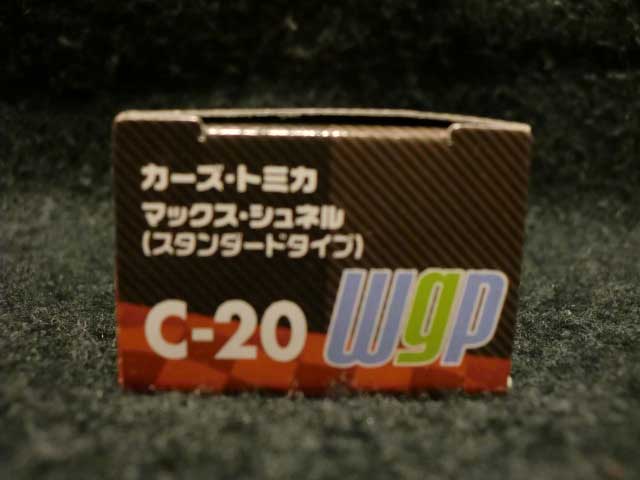 カーズ・トミカ
マックス・シュネル
(スタンダードタイプ)
C-20 wgp